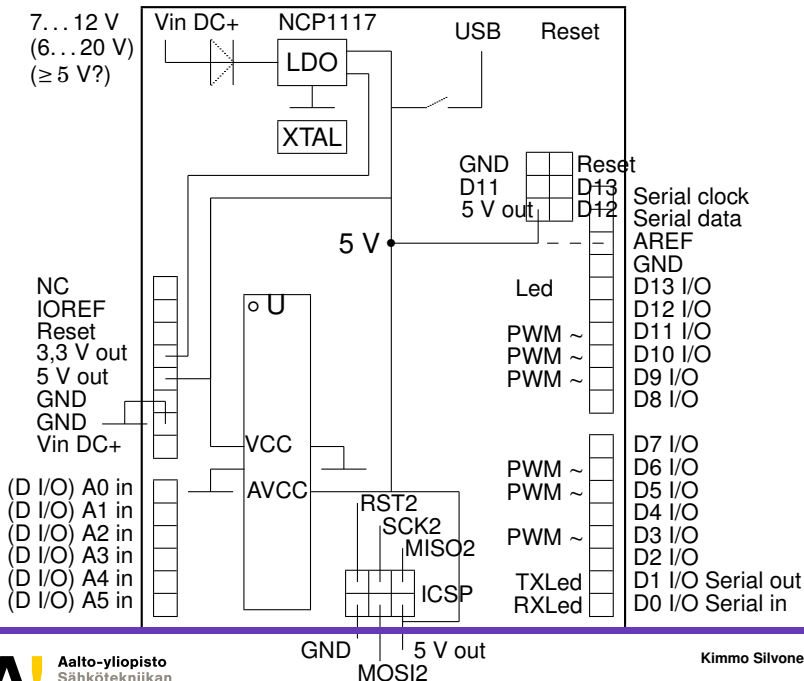 7...12 V
(6...20 V)
(≥ 5 V?)
Vin DC+
NCP1117
LDO
XTAL
USB
Reset
GND
Reset
D11
D13
5 V out
D12
5 V
Serial clock
Serial data
AREF
GND
Led
D13 I/O
D12 I/O
PWM ~
D11 I/O
PWM ~
D10 I/O
PWM ~
D9 I/O
D8 I/O
NC
IOREF
Reset
3,3 V out
5 V out
GND
GND
Vin DC+
U
VCC
AVCC
(D I/O) A0 in
(D I/O) A1 in
(D I/O) A2 in
(D I/O) A3 in
(D I/O) A4 in
(D I/O) A5 in
D7 I/O
PWM ~
D6 I/O
PWM ~
D5 I/O
D4 I/O
PWM ~
D3 I/O
D2 I/O
TXLed
D1 I/O Serial out
RXLed
D0 I/O Serial in
RST2
SCK2
MISO2
ICSP
GND
5 V out
MOSI2
Aalto-yliopisto
Sähkötekniikan
Kimmo Silvone